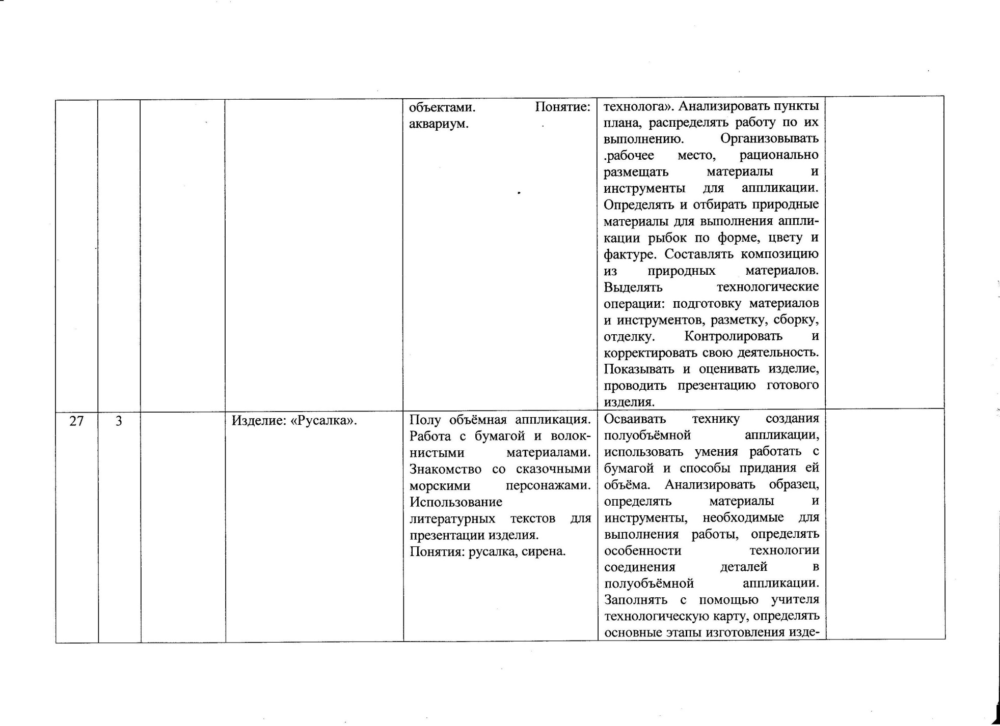 объектами. Понятие:
аквариум.
технолога». Анализировать пункты
плана, распределять работу по их
выполнению. Организовывать
.рабочее место, рационально
размещать материалы и
инструменты для аппликации.
Определять и отбирать природные
материалы для выполнения аппли-
кации рыбок по форме, цвету и
фактуре. Составлять композицию
из природных материалов.
Выделять технологические
операции: подготовку материалов
и инструментов, разметку, сборку,
отделку. Контролировать и
корректировать свою деятельность.
Показывать и оценивать изделие,
проводить презентацию готового
изделия.
27
3
Изделие: «Русалка».
Полу объёмная аппликация.
Работа с бумагой и волок-
нистыми материалами.
Знакомство со сказочными
морскими персонажами.
Использование
литературных текстов для
презентации изделия.
Понятия: русалка, сирена.
Осваивать технику создания
полуобъёмной аппликации,
использовать умения работать с
бумагой и способы придания ей
объёма. Анализировать образец,
определять материалы и
инструменты, необходимые для
выполнения работы, определять
особенности технологии
соединения деталей в
полуобъёмной аппликации.
Заполнять с помощью учителя
технологическую карту, определять
основные этапы изготовления изде-